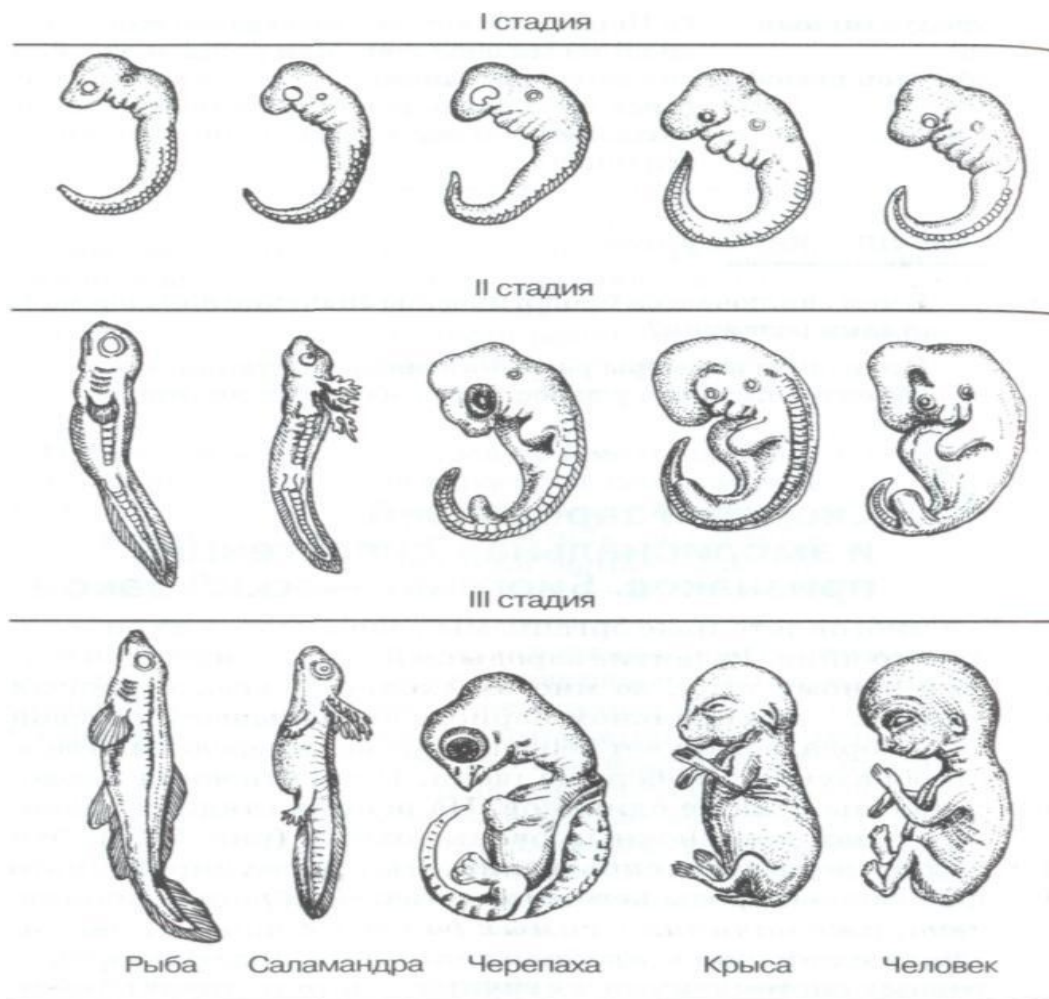 I стадия
II стадия
III стадия
Рыба Саламандра Черепаха Крыса Человек